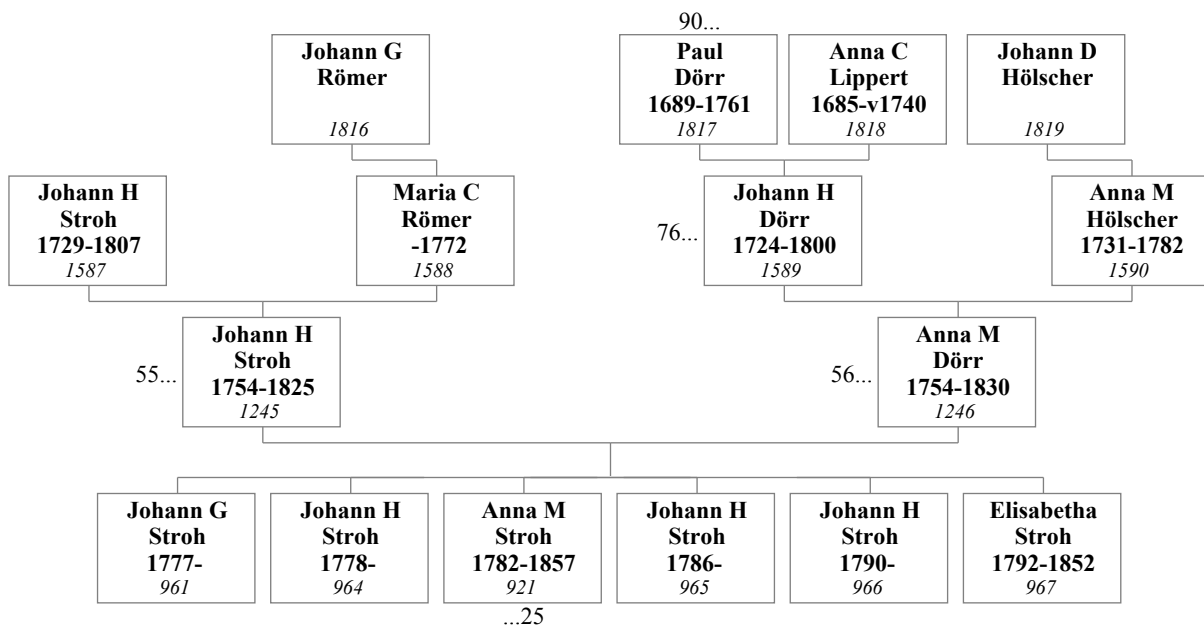 90...
Johann G
Römer
1816
Paul
Dörr
1689-1761
1817
Anna C
Lippert
1685-v1740
1818
Johann D
Hölscher
1819
Johann H
Stroh
1729-1807
1587
Maria C
Römer
-1772
1588
76...
Johann H
Dörr
1724-1800
1589
Anna M
Hölscher
1731-1782
1590
55...
Johann H
Stroh
1754-1825
1245
56...
Anna M
Dörr
1754-1830
1246
Johann G
Stroh
1777-
961
Johann H
Stroh
1778-
964
Anna M
Stroh
1782-1857
921
Johann H
Stroh
1786-
965
Johann H
Stroh
1790-
966
Elisabetha
Stroh
1792-1852
967
...25